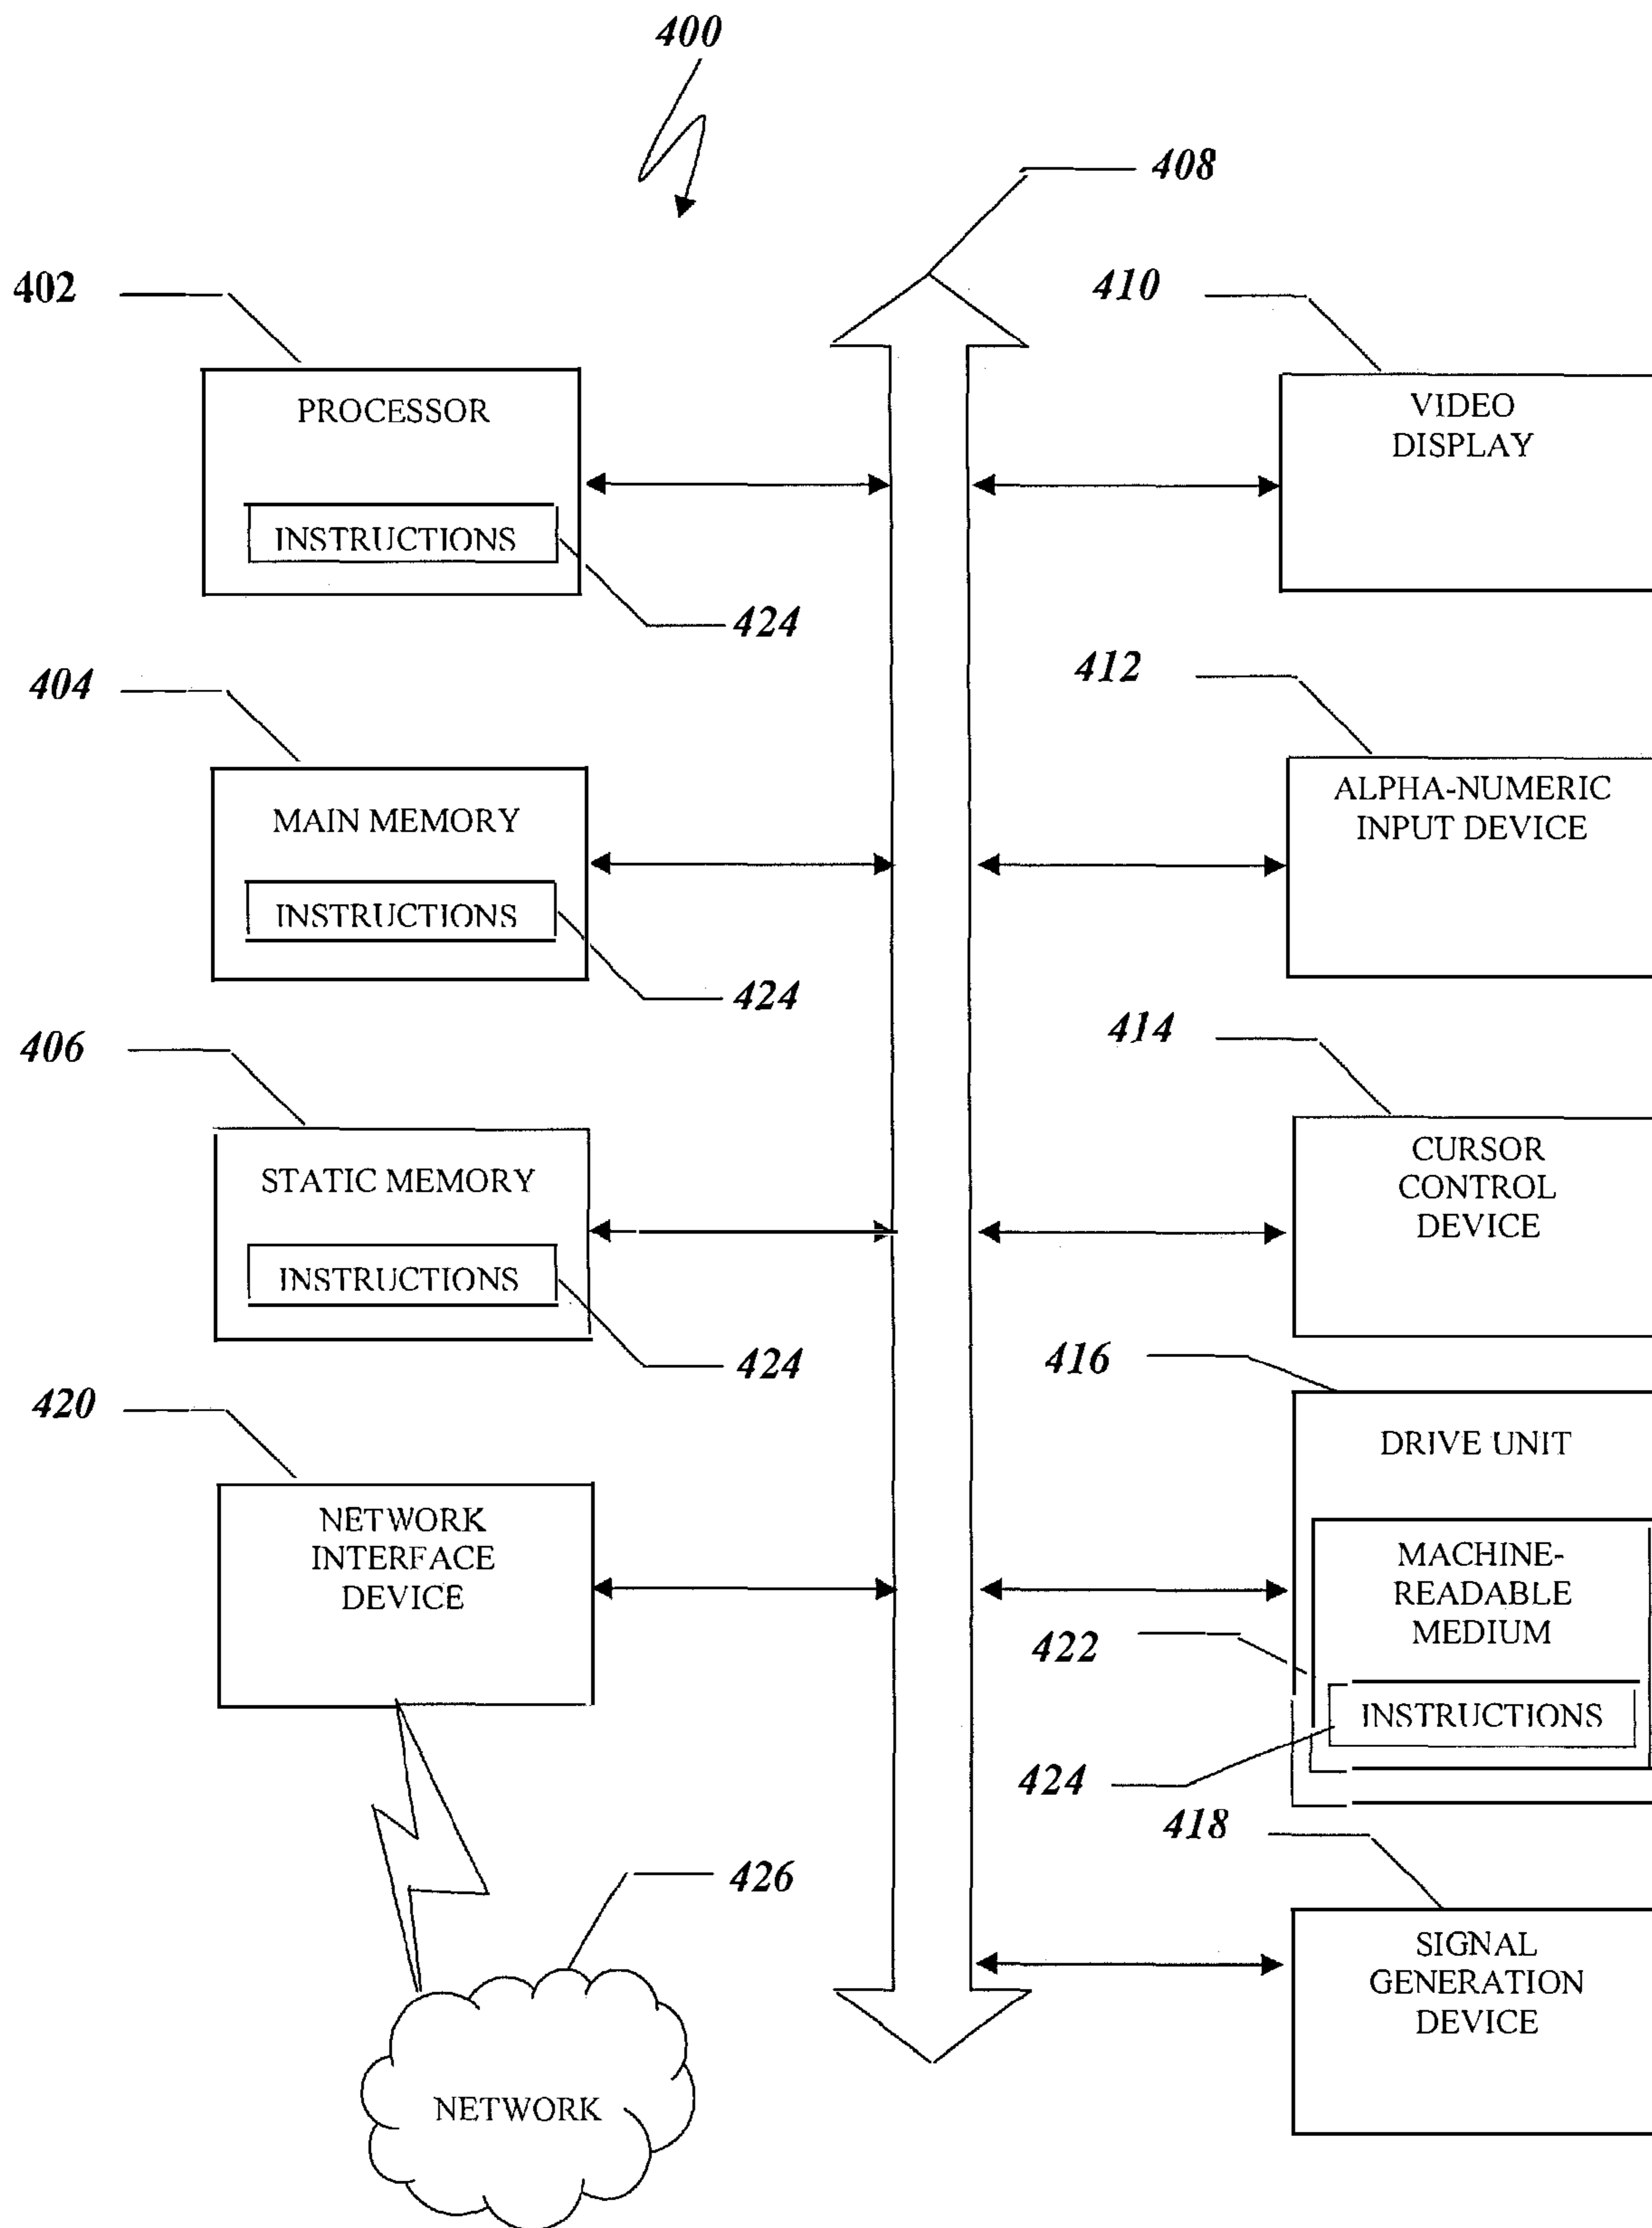 400
408
402
410
PROCESSOR
INSTRUCTIONS
424
VIDEO
DISPLAY
404
412
MAIN MEMORY
INSTRUCTIONS
424
ALPHA-NUMERIC
INPUT DEVICE
406
414
STATIC MEMORY
INSTRUCTIONS
424
CURSOR
CONTROL
DEVICE
420
416
NETWORK
INTERFACE
DEVICE
DRIVE UNIT
MACHINE-
READABLE
MEDIUM
422
INSTRUCTIONS
424
418
426
SIGNAL
GENERATION
DEVICE
NETWORK